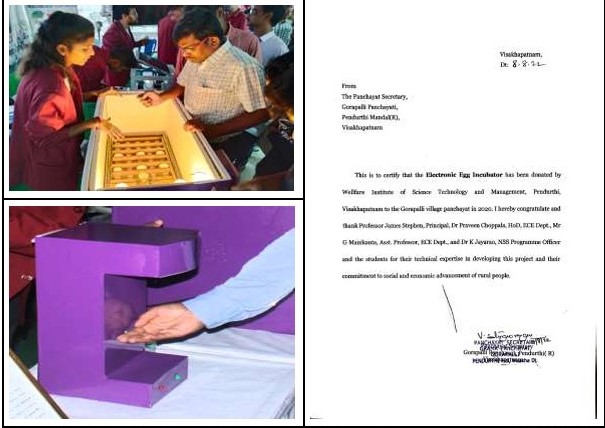 Visakhapatnam,
Dt: 8-8-22
From
The Panchayat Secretary,
Gorapalli Panchayati,
Pendurthi Mandal(R),
Visakhapatnam
This is to certify that the Electronic Egg Incubator has been donated by
Wellfare Institute of Science Technology and Management, Pendurthi,
Visakhapatnam to the Gorapalli village panchayat in 2020. I hereby congratulate and
thank Professor James Stephen, Principal, Dr Praveen Choppala, HoD, ECE Dept., Mr
G Manikanta, Asst. Professor, ECE Dept., and Dr K Jayarao, NSS Programme Officer
and the students for their technical expertise in developing this project and their
commitment to social and economic advancement of rural people.
PANCHAYAT SECRETARY
Gorapalli Pendurthi( R)